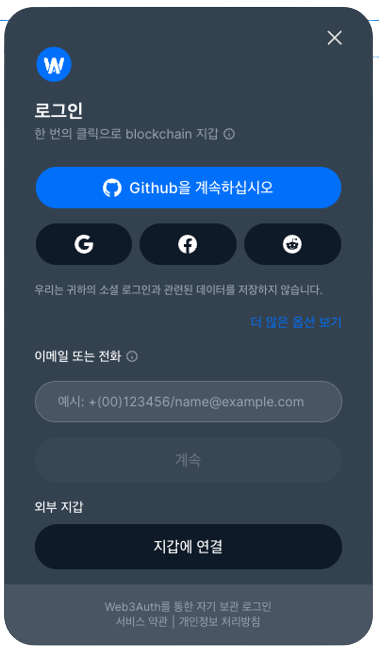 W
로그인
한 번의 클릭으로 blockchain 지갑
Github을 계속하십시오
G
우리는 귀하의 소셜 로그인과 관련된 데이터를 저장하지 않습니다.
더 많은 옵션 보기
이메일 또는 전화
예시: +(00)123456/name@example.com
계속
외부 지갑
지갑에 연결
Web3Auth를 통한 자기 보관 로그인
서비스 약관 | 개인정보 처리방침